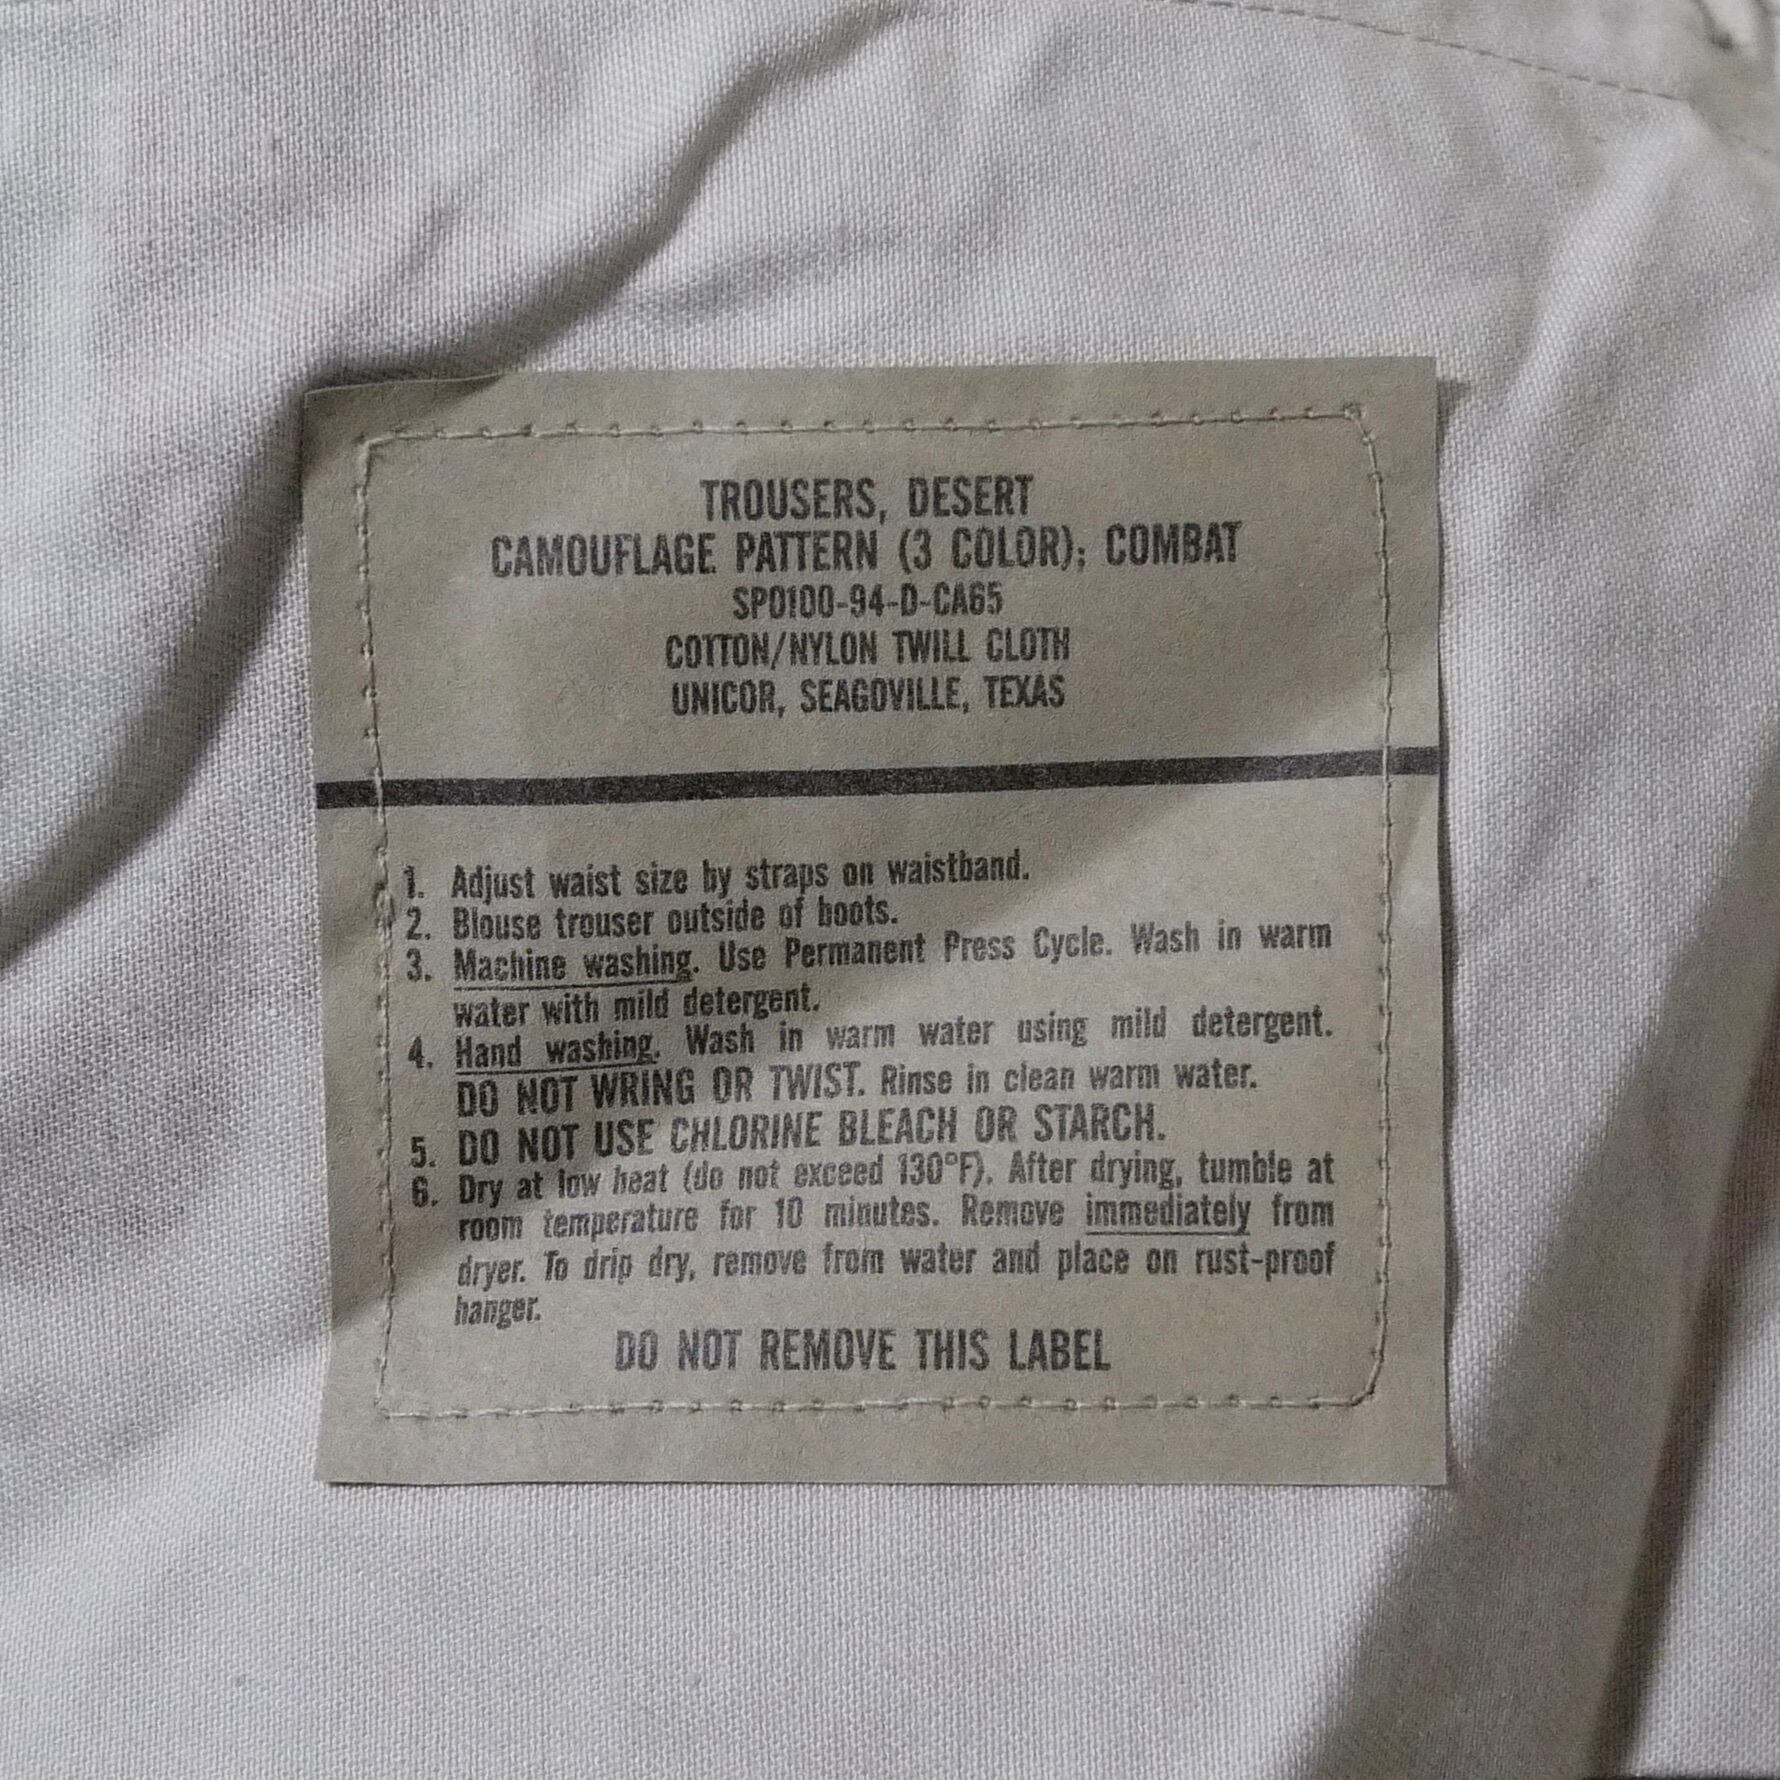 TROUSERS, DESERT
CAMOUFLAGE PATTERN (3 COLOR); COMBAT
SP0100-94-D-CA65
COTTON/NYLON TWILL CLOTH
UNICOR, SEAGOVILLE, TEXAS
1. Adjust waist size by straps on waistband.
2. Blouse trouser outside of boots.
3. Machine washing. Use Permanent Press Cycle. Wash in warm
water with mild detergent.
4. Hand washing. Wash in warm water using mild detergent.
DO NOT WRING OR TWIST. Rinse in clean warm water.
5. DO NOT USE CHLORINE BLEACH OR STARCH.
6. Dry at low heat (do not exceed 130°F). After drying, tumble at
room temperature for 10 minutes. Remove immediately from
dryer. To drip dry, remove from water and place on rust-proof
hanger.
DO NOT REMOVE THIS LABEL